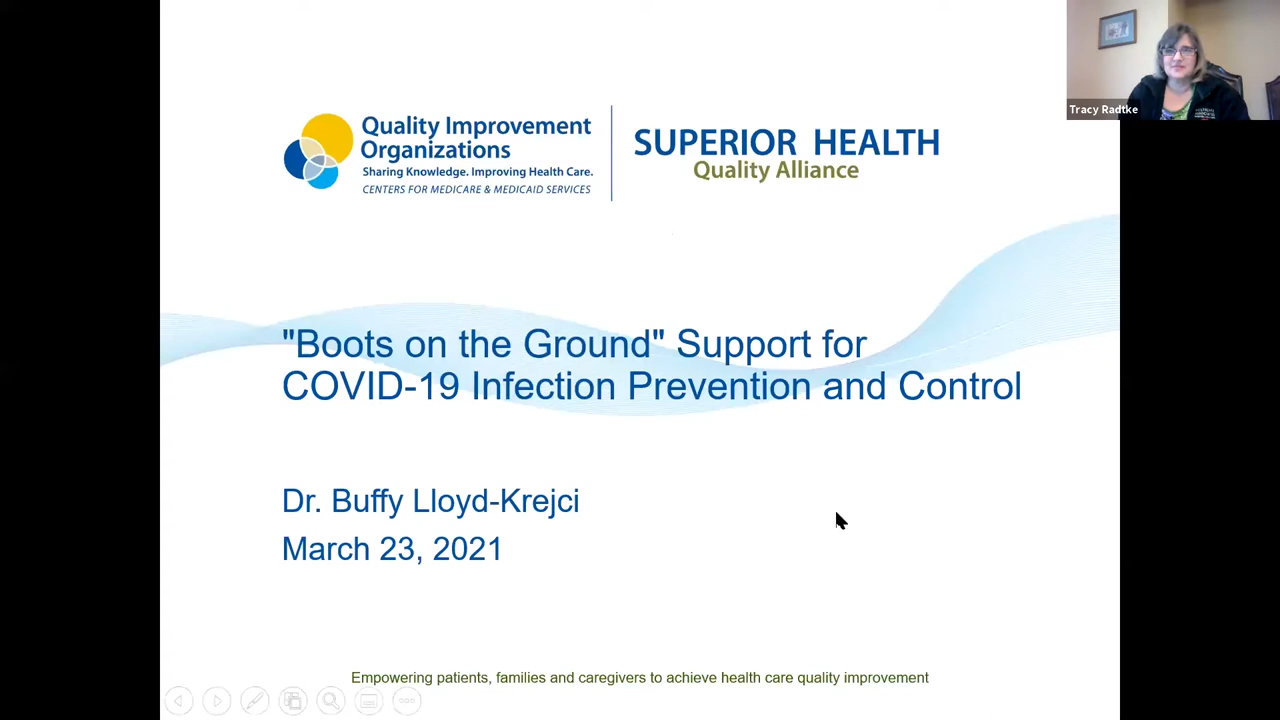 Quality Improvement
Organizations
Sharing Knowledge. Improving Health Care.
CENTERS FOR MEDICARE & MEDICAID SERVICES
SUPERIOR HEALTH
Quality Alliance
Tracy Radtke
"Boots on the Ground" Support for
COVID-19 Infection Prevention and Control
Dr. Buffy Lloyd-Krejci
March 23, 2021
Empowering patients, families and caregivers to achieve health care quality improvement